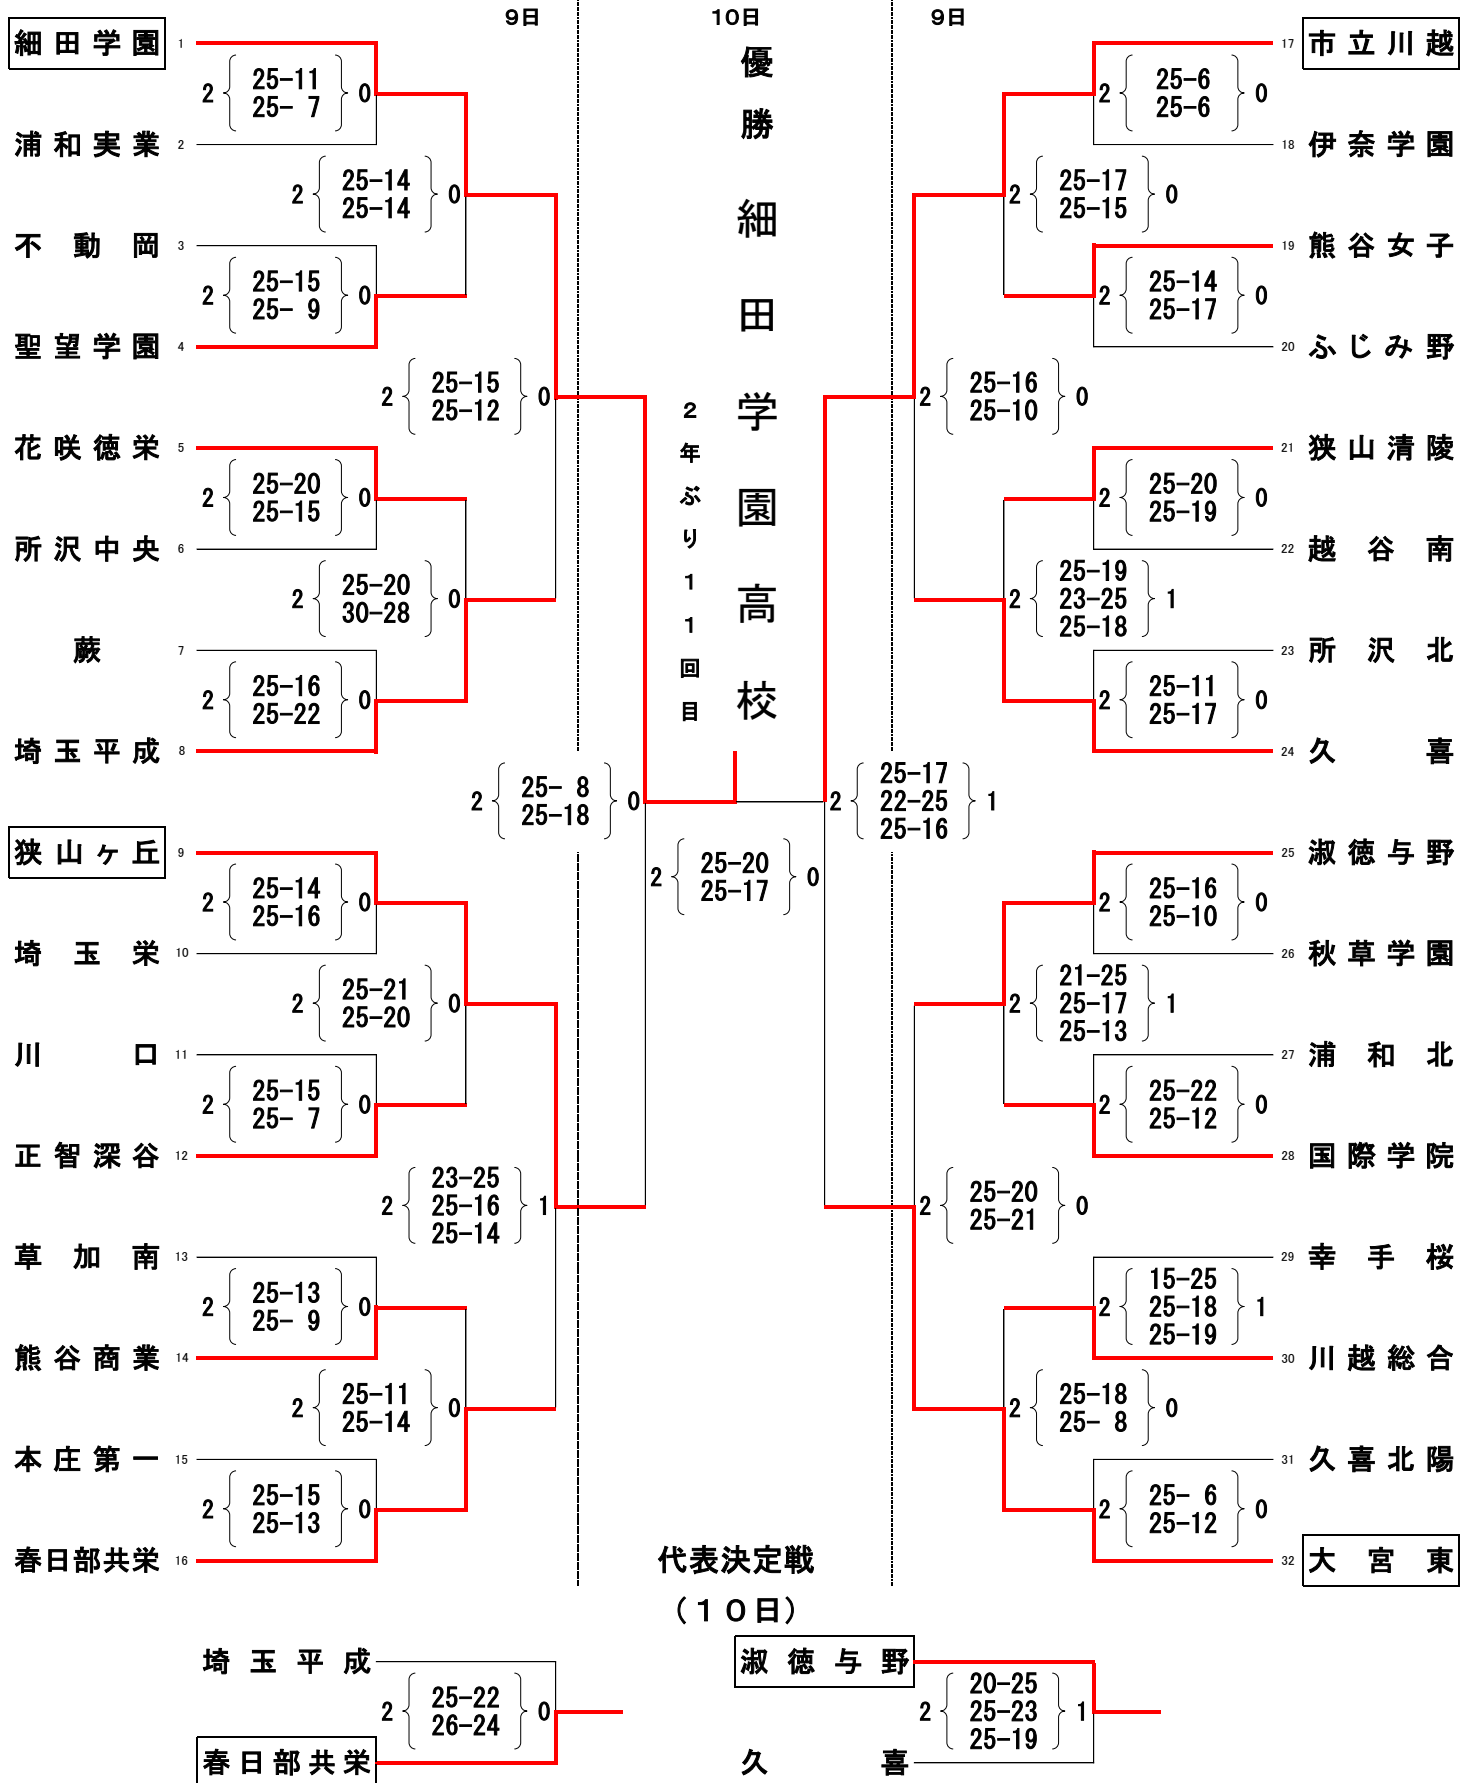 9日
10日
9日
優勝 細田学園高校
2年ぶり11回目
細田学園 1
2 25-11 0
25- 7
浦和実業 2
2 25-14 0
25-14
不動岡 3
2 25-15 0
25- 9
聖望学園 4
2 25-15 0
25-12
花咲徳栄 5
2 25-20 0
25-15
所沢中央 6
2 25-20 0
30-28
蕨 7
2 25-16 0
25-22
埼玉平成 8
2 25- 8 0
25-18
狭山ヶ丘 9
2 25-14 0
25-16
埼玉栄 10
2 25-21 0
25-20
川口 11
2 25-15 0
25- 7
正智深谷 12
2 23-25 1
25-16
25-14
草加南 13
2 25-13 0
25- 9
熊谷商業 14
2 25-11 0
25-14
本庄第一 15
2 25-15 0
25-13
春日部共栄 16
2 25-20 0
25-17
17 市立川越
2 25-6 0
25-6
18 伊奈学園
2 25-17 0
25-15
19 熊谷女子
2 25-14 0
25-17
20 ふじみ野
2 25-16 0
25-10
21 狭山清陵
2 25-20 0
25-19
22 越谷南
2 25-19 1
23-25
25-18
23 所沢北
2 25-11 0
25-17
24 久喜
2 25-17 1
22-25
25-16
25 淑徳与野
2 25-16 0
25-10
26 秋草学園
2 21-25 1
25-17
25-13
27 浦和北
2 25-22 0
25-12
28 国際学院
2 25-20 0
25-21
29 幸手桜
2 15-25 1
25-18
25-19
30 川越総合
2 25-18 0
25- 8
31 久喜北陽
2 25- 6 0
25-12
32 大宮東
代表決定戦
（10日）
埼玉平成
2 25-22 0
26-24
春日部共栄
淑徳与野
2 20-25 1
25-23
25-19
久喜